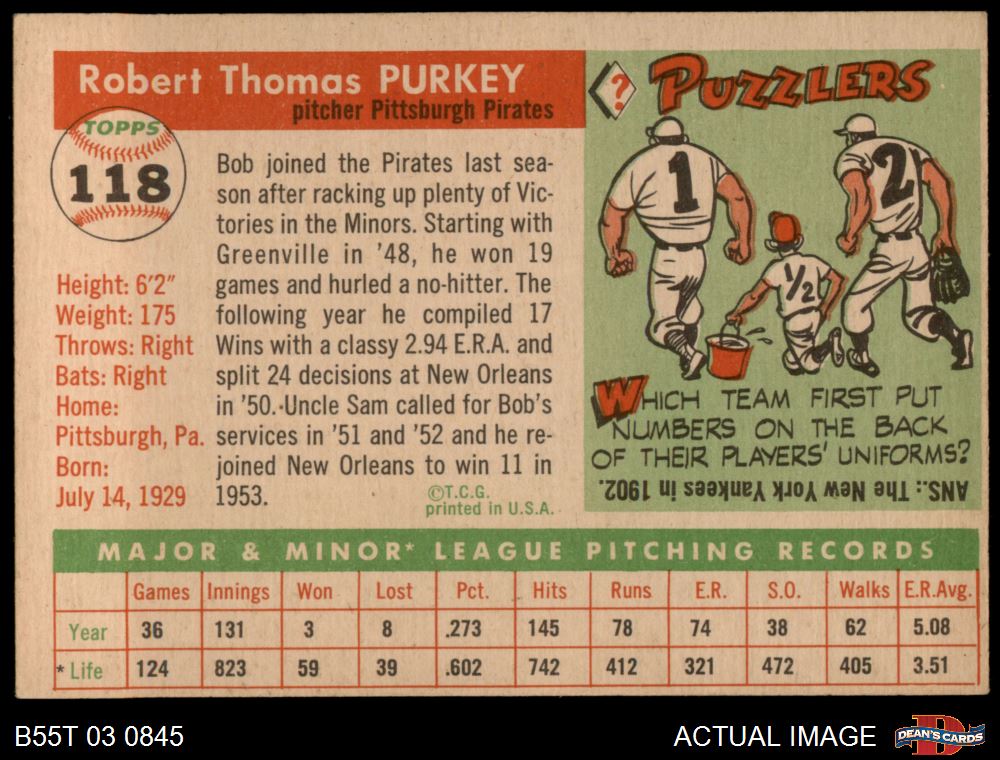 Robert Thomas PURKEY
pitcher Pittsburgh Pirates
TOPPS
118
Height: 6'2"
Weight: 175
Throws: Right
Bats: Right
Home:
Pittsburgh, Pa.
Born:
July 14, 1929
Bob joined the Pirates last sea-
son after racking up plenty of Vic-
tories in the Minors. Starting with
Greenville in '48, he won 19
games and hurled a no-hitter. The
following year he compiled 17
Wins with a classy 2.94 E.R.A. and
split 24 decisions at New Orleans
in '50. Uncle Sam called for Bob's
services in '51 and '52 and he re-
joined New Orleans to win 11 in
1953.
©T.C.G.
printed in U.S.A.
? PUZZLERS
1
2
1/2
WHICH TEAM FIRST PUT
NUMBERS ON THE BACK
OF THEIR PLAYERS' UNIFORMS?
ANS.: The New York Yankees in 1902.
MAJOR & MINOR* LEAGUE PITCHING RECORDS
Games Innings Won Lost Pct. Hits Runs E.R. S.O. Walks E.R.Avg.
Year 36 131 3 8 .273 145 78 74 38 62 5.08
* Life 124 823 59 39 .602 742 412 321 472 405 3.51
B55T 03 0845
ACTUAL IMAGE
D
DEAN'S CARDS